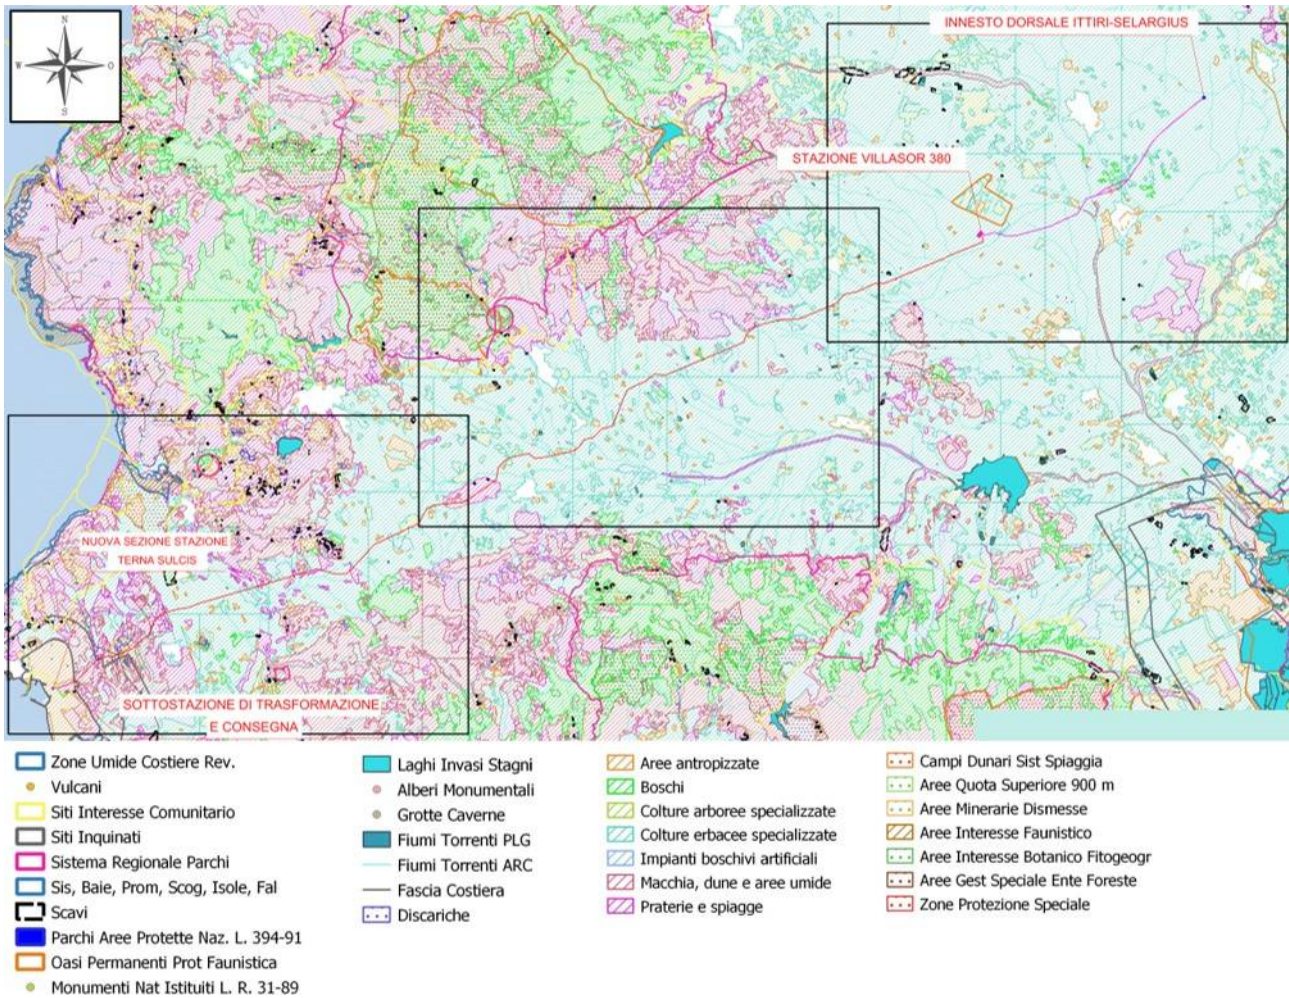 N
W
E
S
INNESTO DORSALE ITTIRI-SELARGIUS
STAZIONE VILLASOR 380
NUOVA SEZIONE STAZIONE
TERNA SULCIS
SOTTOSTAZIONE DI TRASFORMAZIONE
E CONSEGNA
Zone Umide Costiere Rev.
Vulcani
Siti Interesse Comunitario
Siti Inquinati
Sistema Regionale Parchi
Sis, Baie, Prom, Scog, Isole, Fal
Scavi
Parchi Aree Protette Naz. L. 394-91
Oasi Permanenti Prot Faunistica
Monumenti Nat Istituiti L. R. 31-89
Laghi Invasi Stagni
Alberi Monumentali
Grotte Caverne
Fiumi Torrenti PLG
Fiumi Torrenti ARC
Fascia Costiera
Discariche
Aree antropizzate
Boschi
Colture arboree specializzate
Colture erbacee specializzate
Impianti boschivi artificiali
Macchia, dune e aree umide
Praterie e spiagge
Campi Dunari Sist Spiaggia
Aree Quota Superiore 900 m
Aree Minerarie Dismesse
Aree Interesse Faunistico
Aree Interesse Botanico Fitogeogr
Aree Gest Speciale Ente Foreste
Zone Protezione Speciale